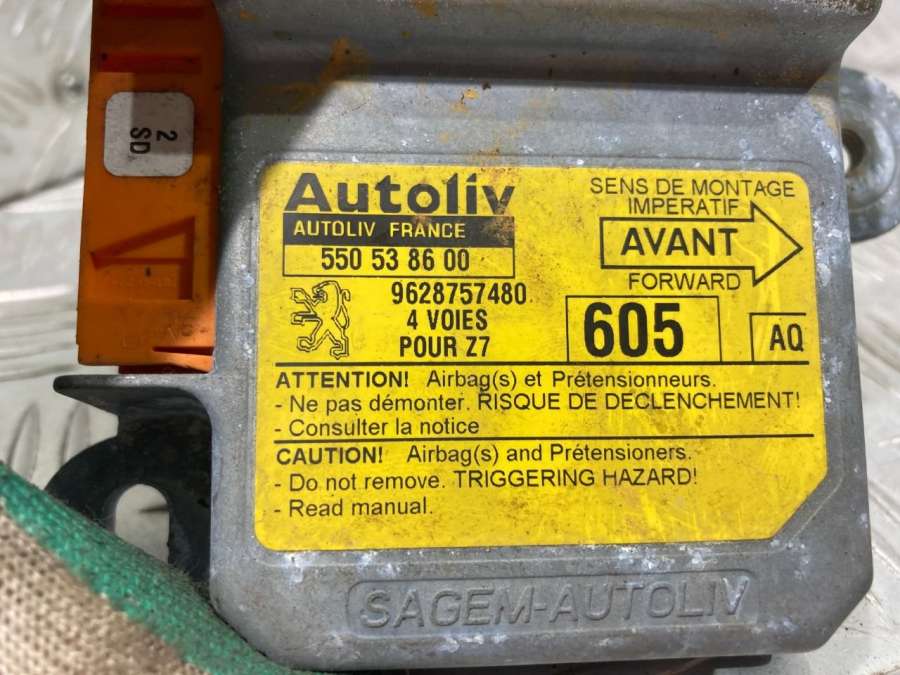 2
SD
Autoliv
AUTOLIV FRANCE
550 53 86 00
9628757480
4 VOIES
POUR Z7
SENS DE MONTAGE
IMPERATIF
AVANT
FORWARD
605
AQ
ATTENTION! Airbag(s) et Prétensionneurs.
- Ne pas démonter. RISQUE DE DECLENCHEMENT!
- Consulter la notice
CAUTION! Airbag(s) and Prétensioners.
- Do not remove. TRIGGERING HAZARD!
- Read manual.
SAGEM-AUTOLIV